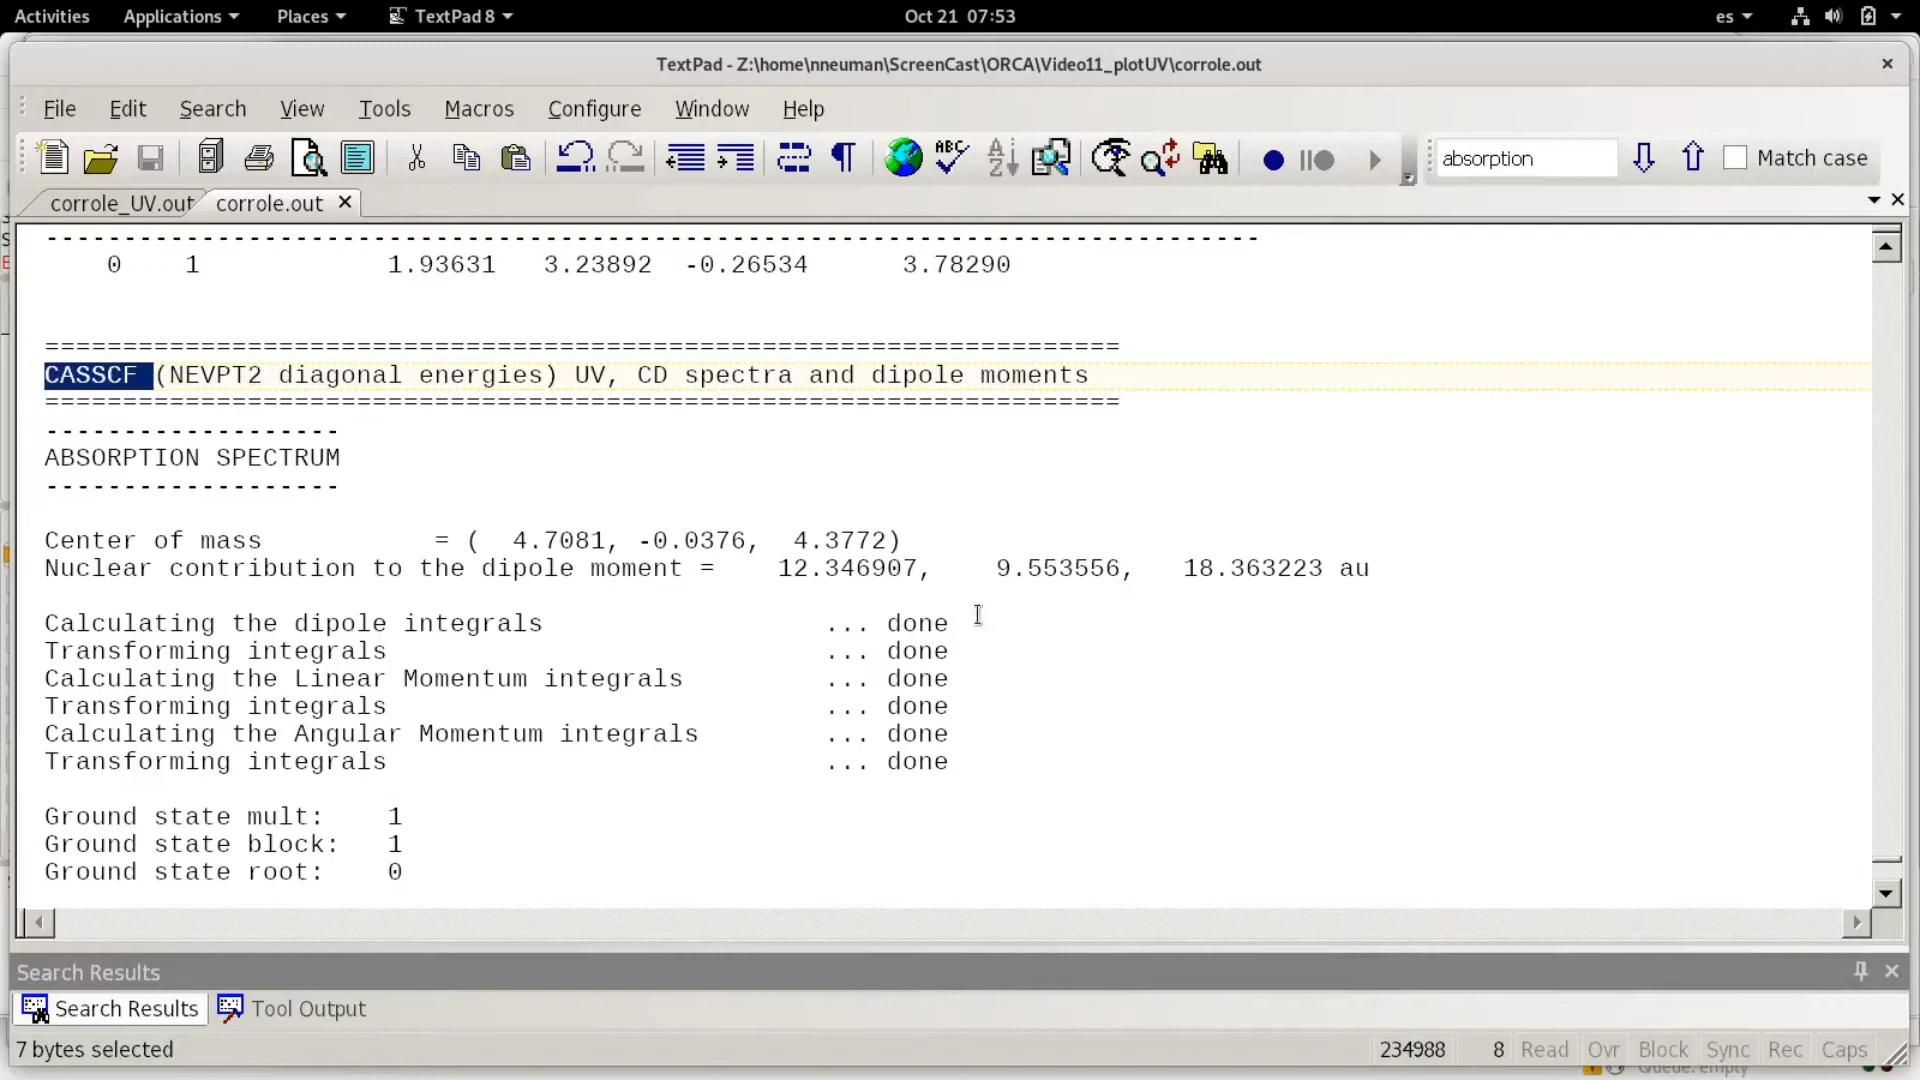 Activities Applications Places TextPad 8 Oct 21 07:53 es
TextPad - Z:\home\nneuman\ScreenCast\ORCA\Video11_plotUV\corrole.out
File Edit Search View Tools Macros Configure Window Help
absorption Match case
corrole_UV.out corrole.out
--------------------------------------------------------------------------------
0 1 1.93631 3.23892 -0.26534 3.78290
=====================================================================
CASSCF (NEVPT2 diagonal energies) UV, CD spectra and dipole moments
=====================================================================
-------------------
ABSORPTION SPECTRUM
-------------------
Center of mass = ( 4.7081, -0.0376, 4.3772)
Nuclear contribution to the dipole moment = 12.346907, 9.553556, 18.363223 au
Calculating the dipole integrals ... done
Transforming integrals ... done
Calculating the Linear Momentum integrals ... done
Transforming integrals ... done
Calculating the Angular Momentum integrals ... done
Transforming integrals ... done
Ground state mult: 1
Ground state block: 1
Ground state root: 0
Search Results
Search Results Tool Output
7 bytes selected 234988 8 Read Ovr Block Sync Rec Caps
Queue: empty